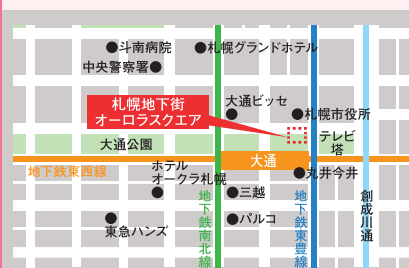 斗南病院
札幌グランドホテル
中央警察署
札幌地下街
オーロラスクエア
大通ビッセ
札幌市役所
大通公園
テレビ
塔
大通
地下鉄東西線
ホテル
オークラ札幌
丸井今井
三越
パルコ
東急ハンズ
地下鉄南北線
地下鉄東豊線
創成川通